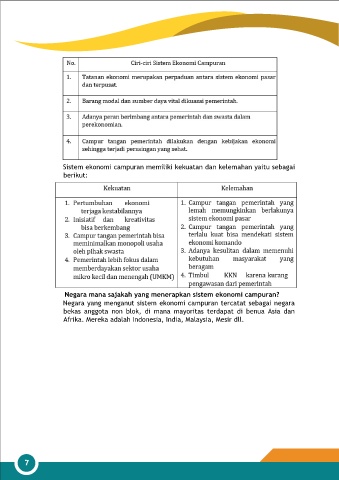 No. Ciri-ciri Sistem Ekonomi Campuran
1. Tatanan ekonomi merupakan perpaduan antara sistem ekonomi pasar
dan terpusat.
2. Barang modal dan sumber daya vital dikuasai pemerintah.
3. Adanya peran berimbang antara pemerintah dan swasta dalam
perekonomian.
4. Campur tangan pemerintah dilakukan dengan kebijakan ekonomi
sehingga terjadi persaingan yang sehat.
Sistem ekonomi campuran memiliki kekuatan dan kelemahan yaitu sebagai
berikut:
Kekuatan
1. Pertumbuhan ekonomi
terjaga kestabilannya
2. Inisiatif dan kreativitas
bisa berkembang
3. Campur tangan pemerintah bisa
meminimalkan monopoli usaha
oleh pihak swasta
4. Pemerintah lebih fokus dalam
memberdayakan sektor usaha
mikro kecil dan menengah (UMKM)
Kelemahan
1. Campur tangan pemerintah yang
lemah memungkinkan berlakunya
sistem ekonomi pasar
2. Campur tangan pemerintah yang
terlalu kuat bisa mendekati sistem
ekonomi komando
3. Adanya kesulitan dalam memenuhi
kebutuhan masyarakat yang
beragam
4. Timbul KKN karena kurang
pengawasan dari pemerintah
Negara mana sajakah yang menerapkan sistem ekonomi campuran?
Negara yang menganut sistem ekonomi campuran tercatat sebagai negara
bekas anggota non blok, di mana mayoritas terdapat di benua Asia dan
Afrika. Mereka adalah Indonesia, India, Malaysia, Mesir dll.
7